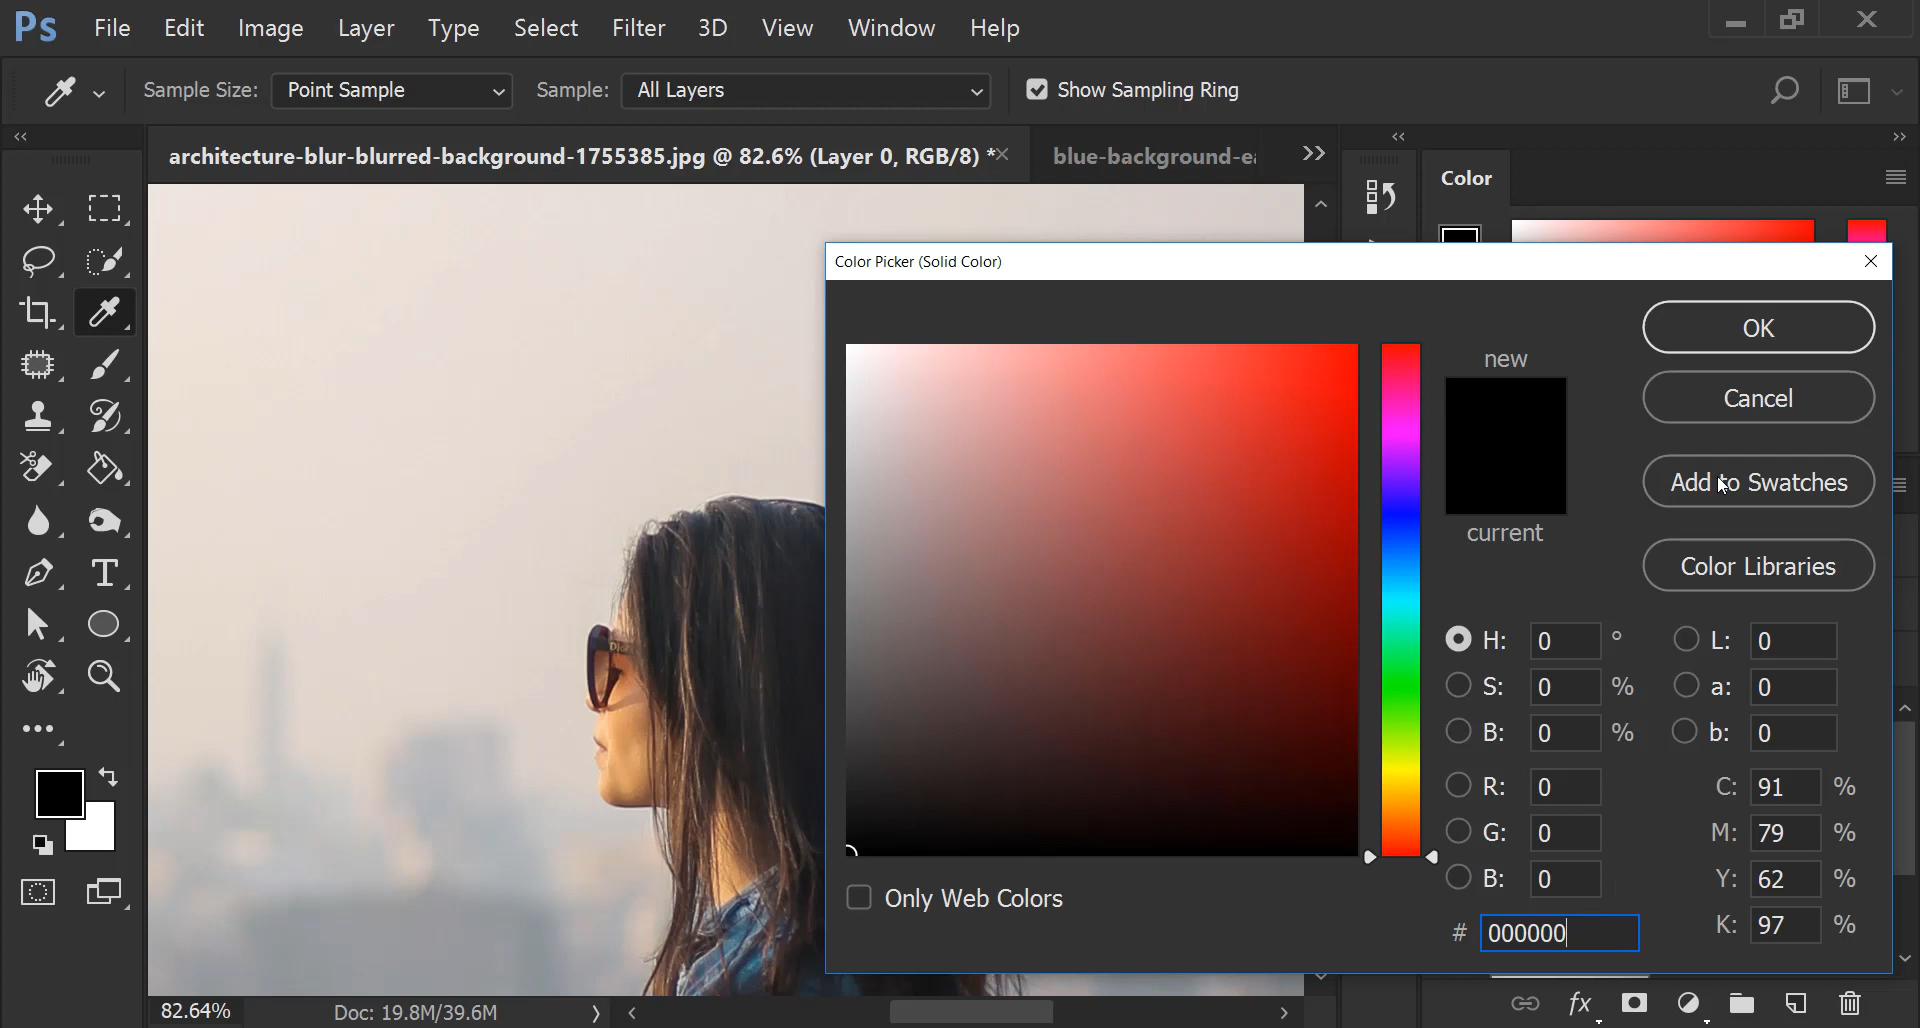 Ps File Edit Image Layer Type Select Filter 3D View Window Help
Sample Size: Point Sample Sample: All Layers Show Sampling Ring
architecture-blur-blurred-background-1755385.jpg @ 82.6% (Layer 0, RGB/8) *
blue-background-ea
Color
Color Picker (Solid Color)
OK
new
Cancel
Add to Swatches
current
Color Libraries
Dior
H: 0 ° L: 0
S: 0 % a: 0
B: 0 % b: 0
R: 0 C: 91 %
G: 0 M: 79 %
B: 0 Y: 62 %
Only Web Colors
# 000000 K: 97 %
82.64% Doc: 19.8M/39.6M
fx